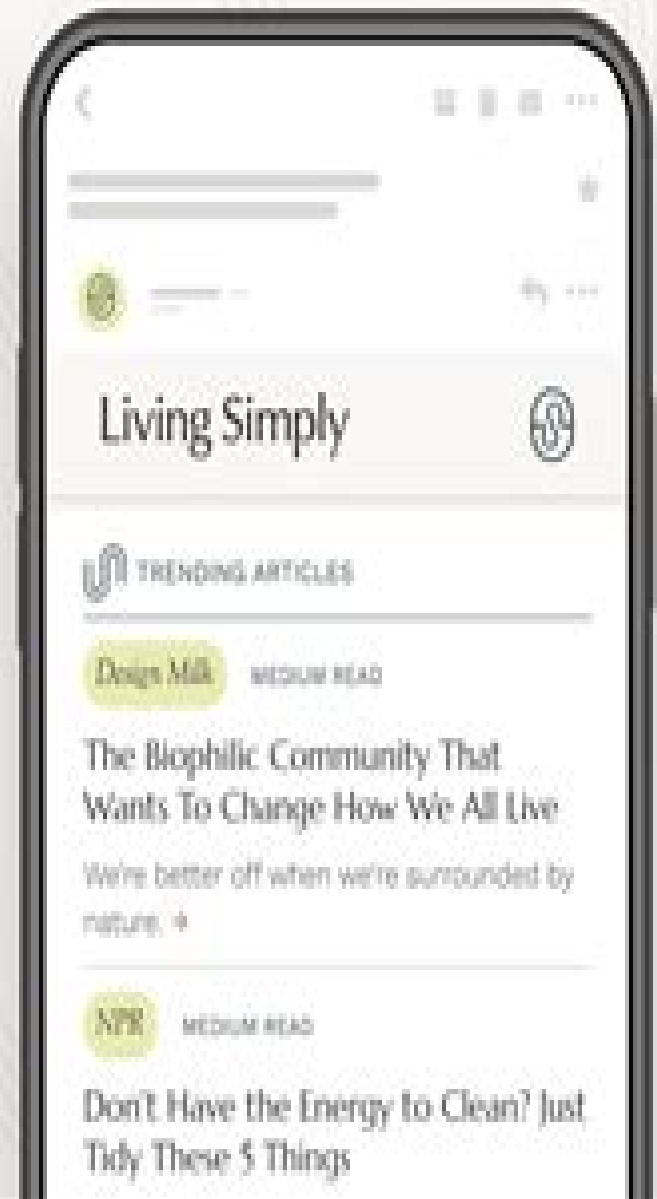 Living Simply
TRENDING ARTICLES
Design Milk MEDIUM READ
The Biophilic Community That
Wants To Change How We All Live
We're better off when we're surrounded by
nature. →
NPR MEDIUM READ
Don't Have the Energy to Clean? Just
Tidy These 5 Things